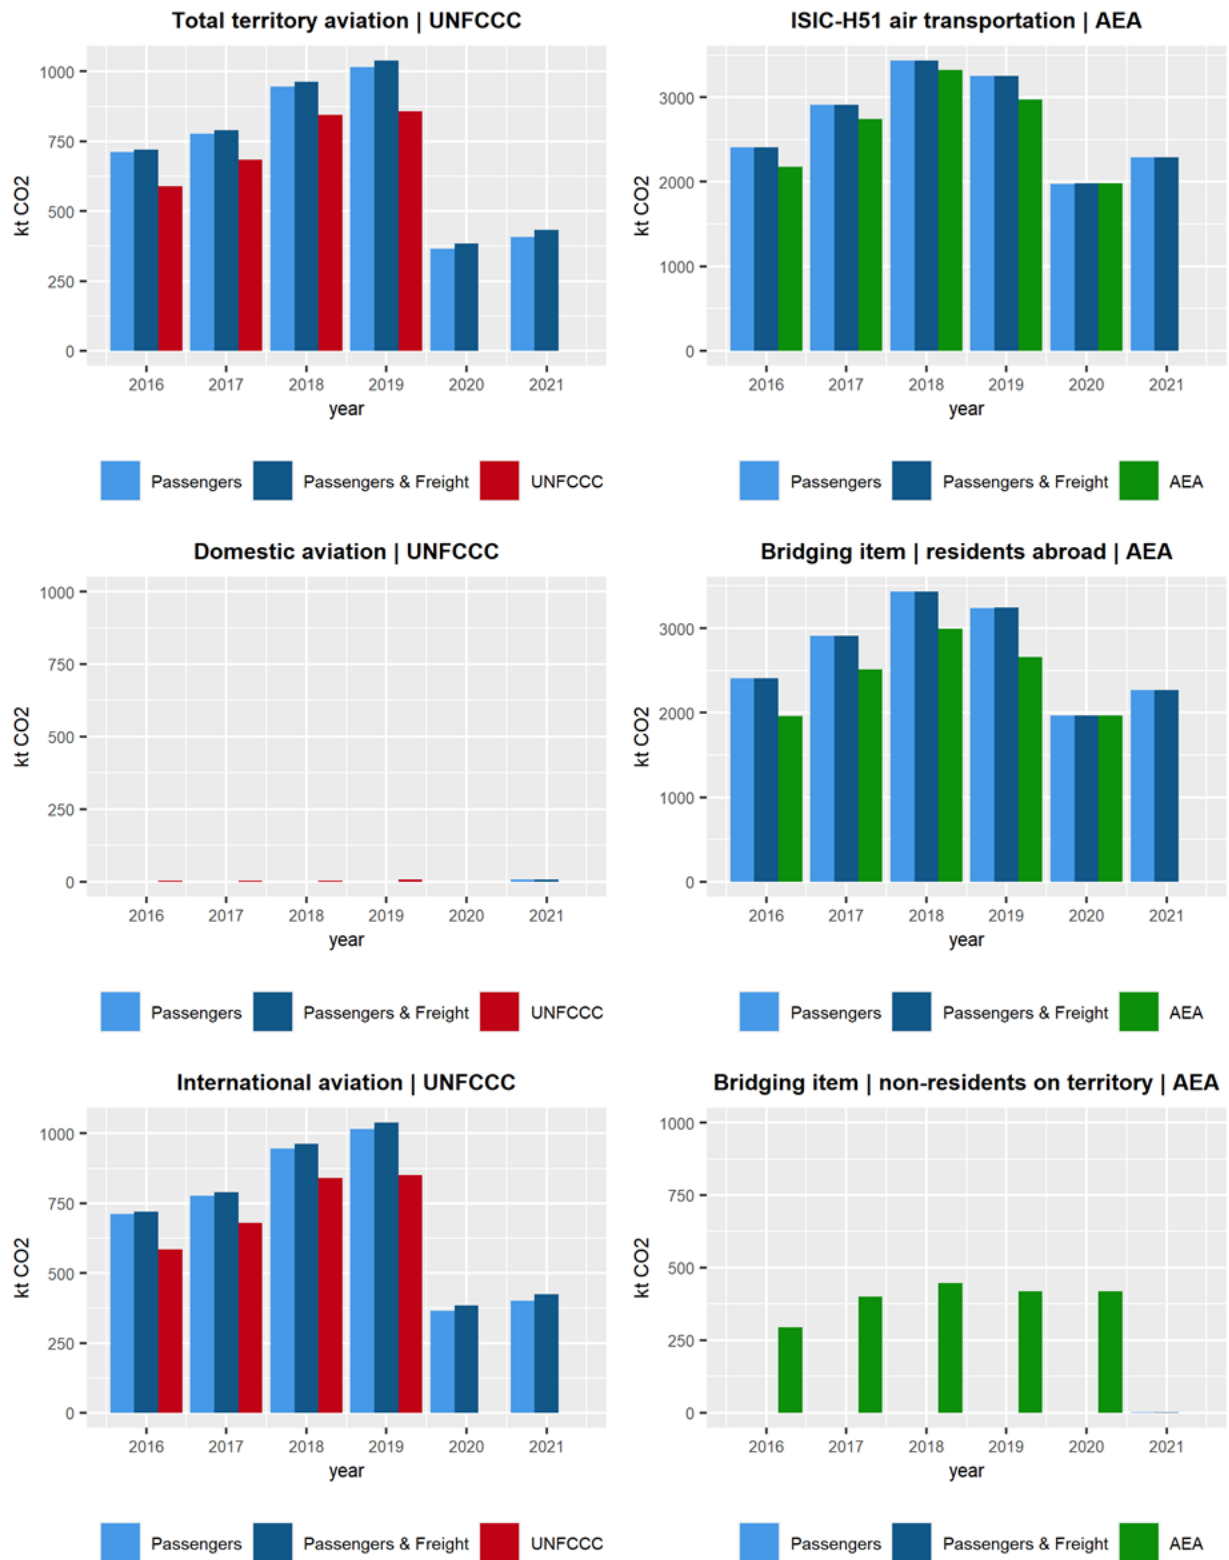 Total territory aviation | UNFCCC
kt CO2
1000
750
500
250
0
2016 2017 2018 2019 2020 2021
year
Passengers Passengers & Freight UNFCCC
ISIC-H51 air transportation | AEA
kt CO2
3000
2000
1000
0
2016 2017 2018 2019 2020 2021
year
Passengers Passengers & Freight AEA
Domestic aviation | UNFCCC
kt CO2
1000
750
500
250
0
2016 2017 2018 2019 2020 2021
year
Passengers Passengers & Freight UNFCCC
Bridging item | residents abroad | AEA
kt CO2
3000
2000
1000
0
2016 2017 2018 2019 2020 2021
year
Passengers Passengers & Freight AEA
International aviation | UNFCCC
kt CO2
1000
750
500
250
0
2016 2017 2018 2019 2020 2021
year
Passengers Passengers & Freight UNFCCC
Bridging item | non-residents on territory | AEA
kt CO2
1000
750
500
250
0
2016 2017 2018 2019 2020 2021
year
Passengers Passengers & Freight AEA